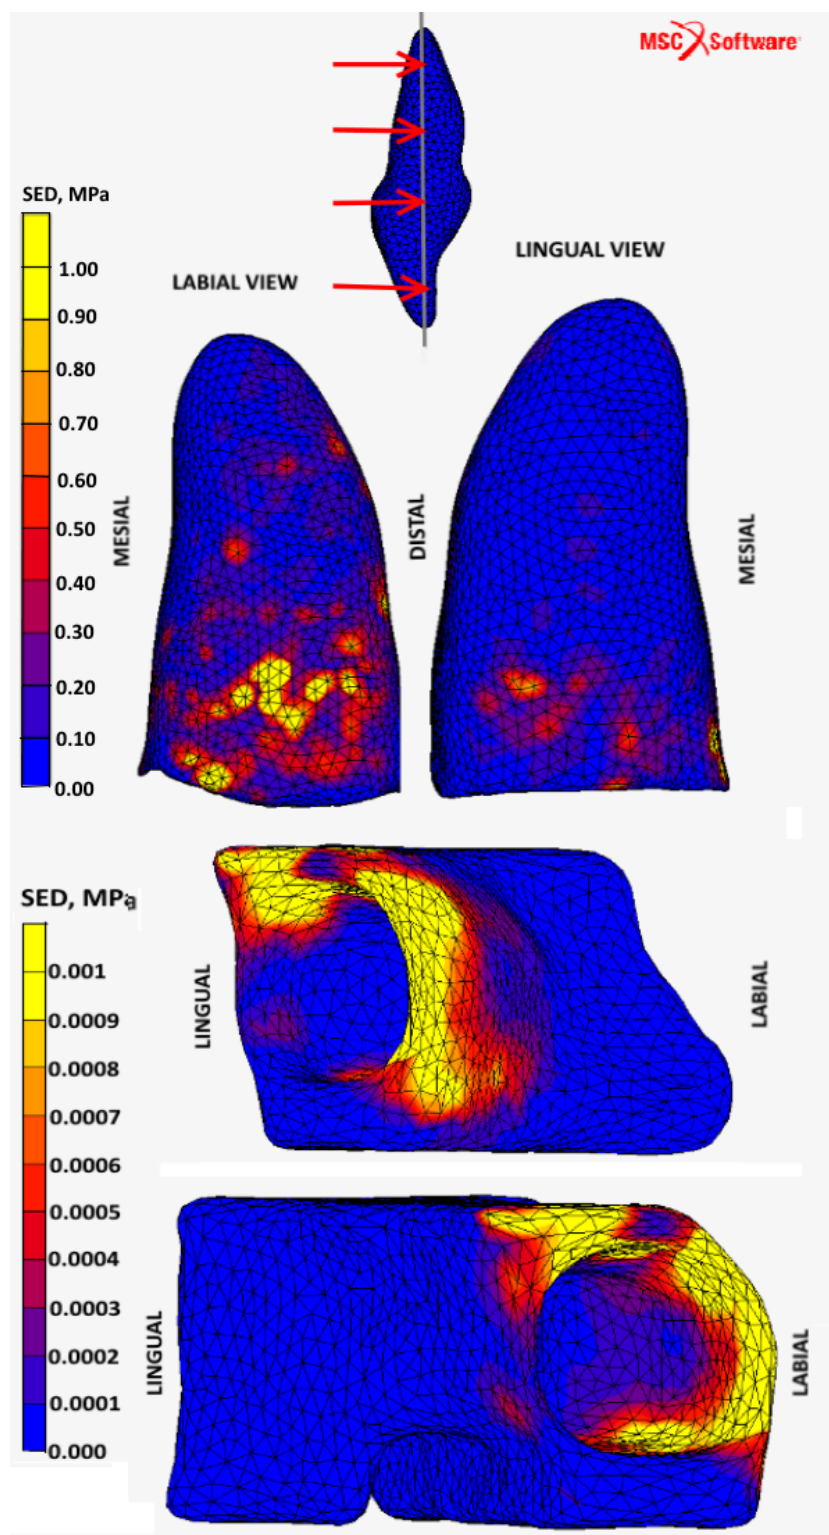 MSC Software
SED, MPa
LINGUAL VIEW
LABIAL VIEW
1.00
0.90
0.80
0.70
0.60
0.50
0.40
0.30
0.20
0.10
0.00
MESIAL
DISTAL
MESIAL
SED, MPa
0.001
0.0009
0.0008
0.0007
0.0006
0.0005
0.0004
0.0003
0.0002
0.0001
0.000
LINGUAL
LABIAL
LINGUAL
LABIAL